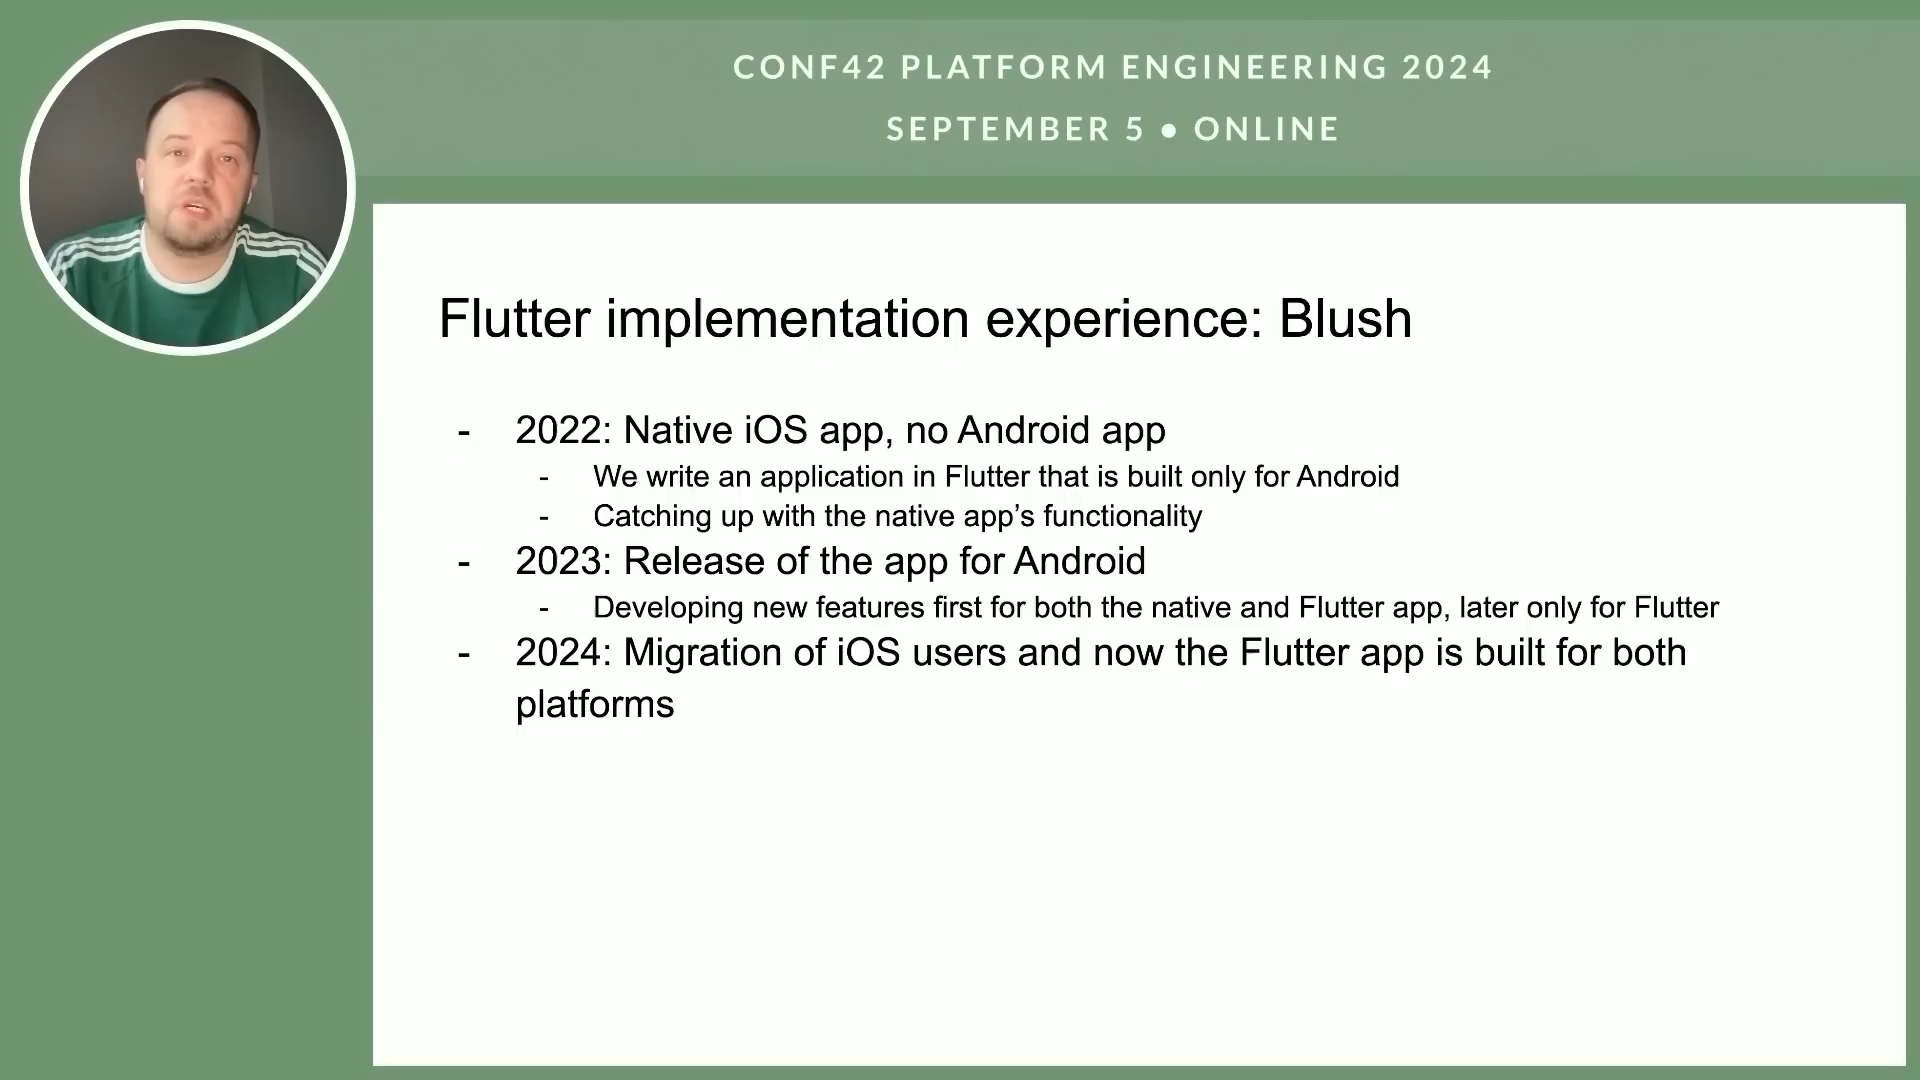 CONF42 PLATFORM ENGINEERING 2024
SEPTEMBER 5 • ONLINE
Flutter implementation experience: Blush
- 2022: Native iOS app, no Android app
- We write an application in Flutter that is built only for Android
- Catching up with the native app’s functionality
- 2023: Release of the app for Android
- Developing new features first for both the native and Flutter app, later only for Flutter
- 2024: Migration of iOS users and now the Flutter app is built for both
platforms